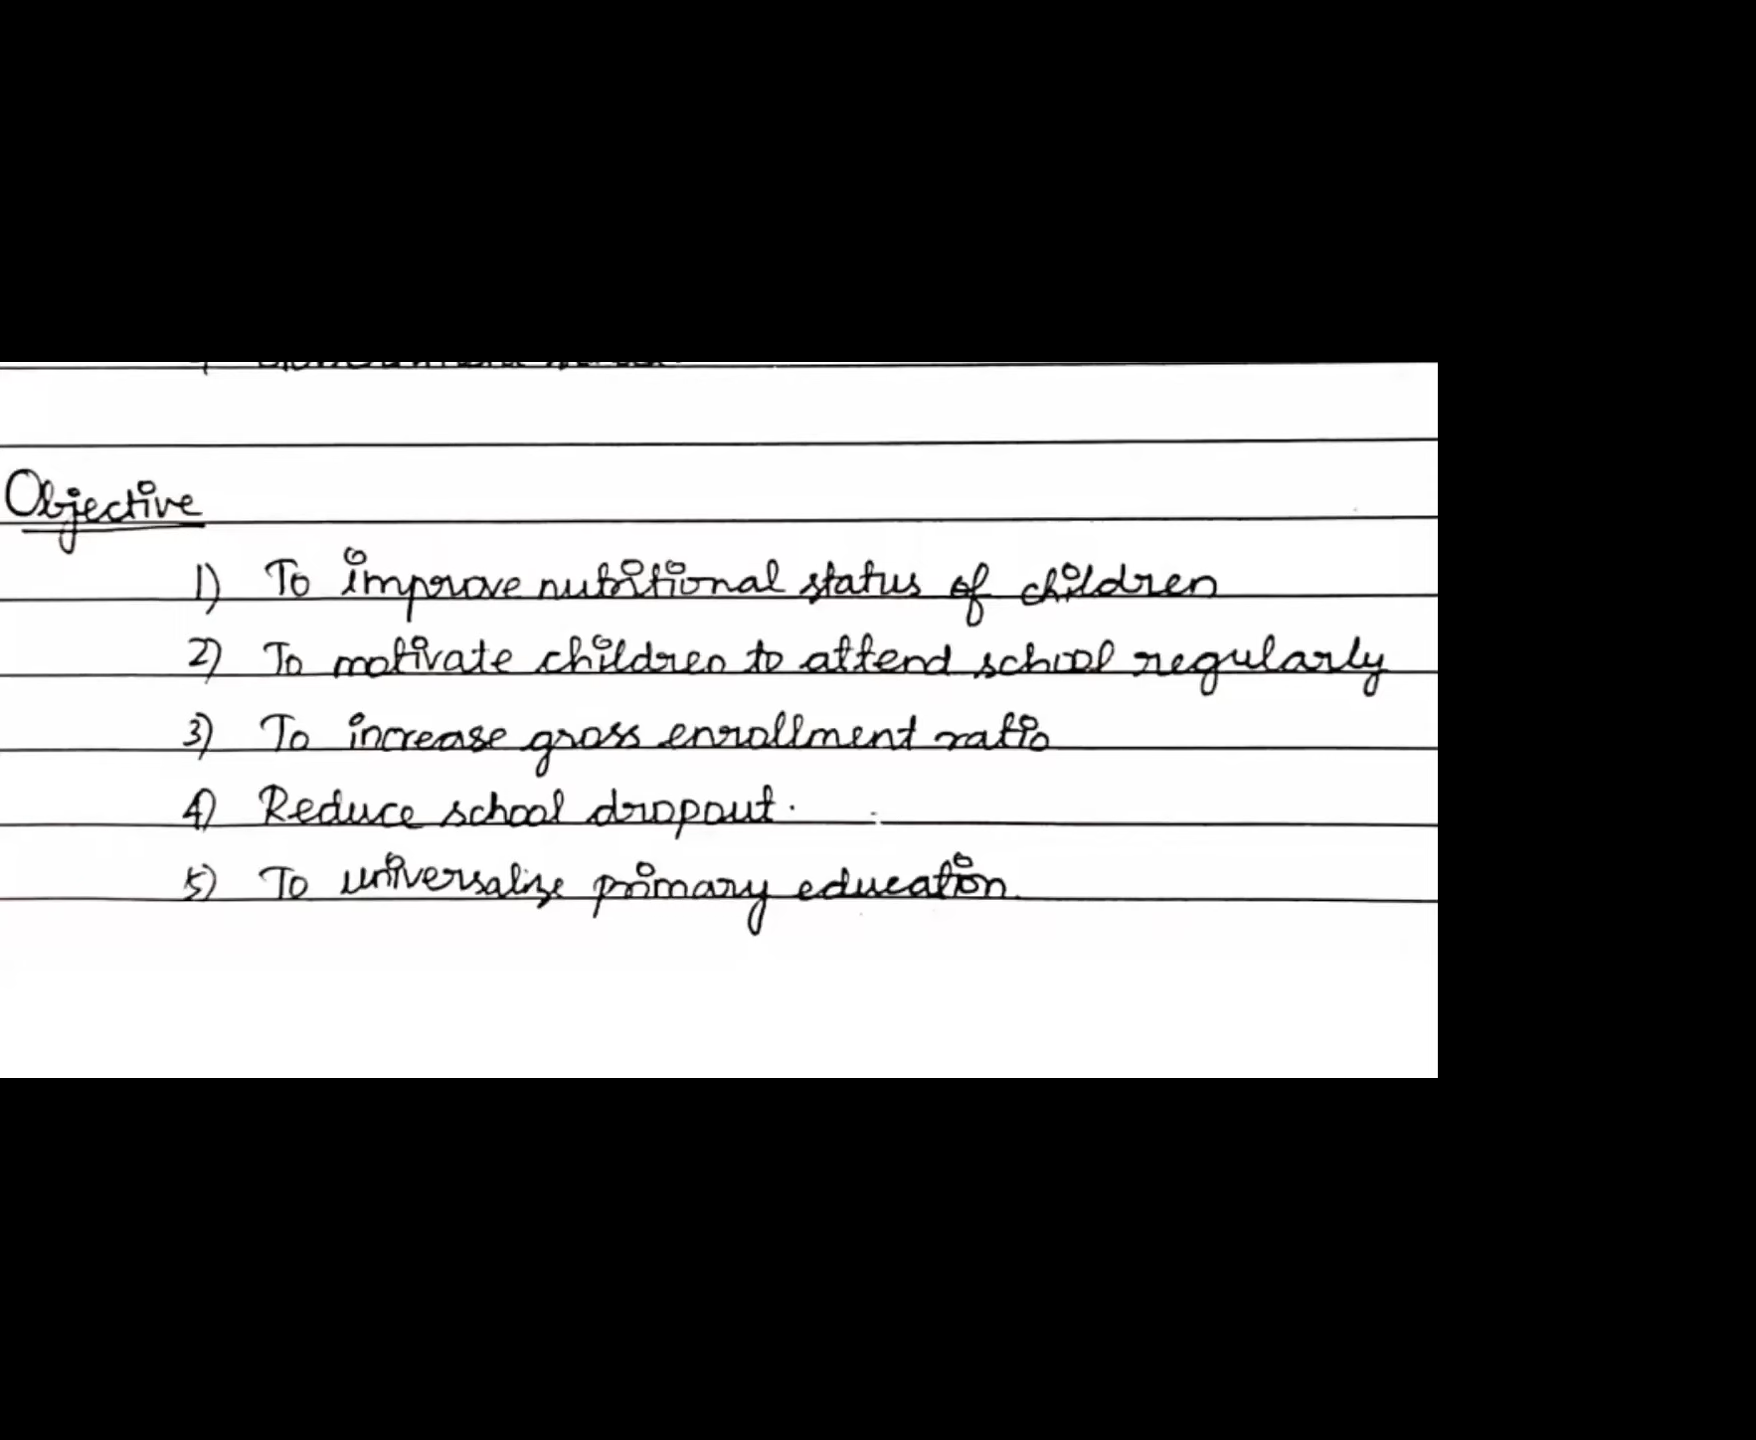 Objective
1) To improve nutritional status of children
2) To motivate children to attend school regularly
3) To increase gross enrollment ratio
4) Reduce school dropout.
5) To universalize primary education.